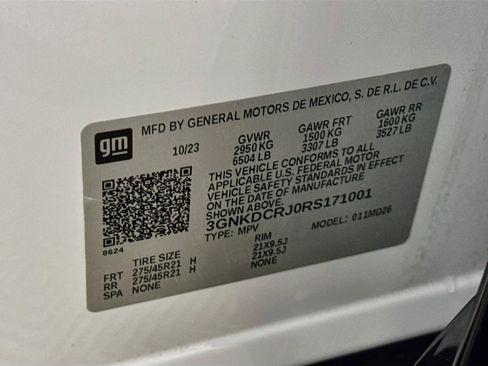 gm
MFD BY GENERAL MOTORS DE MEXICO, S. DE R.L. DE C.V.
10/23 GVWR GAWR FRT GAWR RR
2950 KG 1500 KG 1600 KG
6504 LB 3307 LB 3527 LB
THIS VEHICLE CONFORMS TO ALL
APPLICABLE U.S. FEDERAL MOTOR
VEHICLE SAFETY STANDARDS IN EFFECT
ON THE DATE OF MANUFACTURE
3GNKDCRJ0RS171001
TYPE: MPV MODEL: 011MD26
8624
TIRE SIZE RIM
FRT 275/45R21 H 21X9.5J
RR 275/45R21 H 21X9.5J
SPA NONE NONE